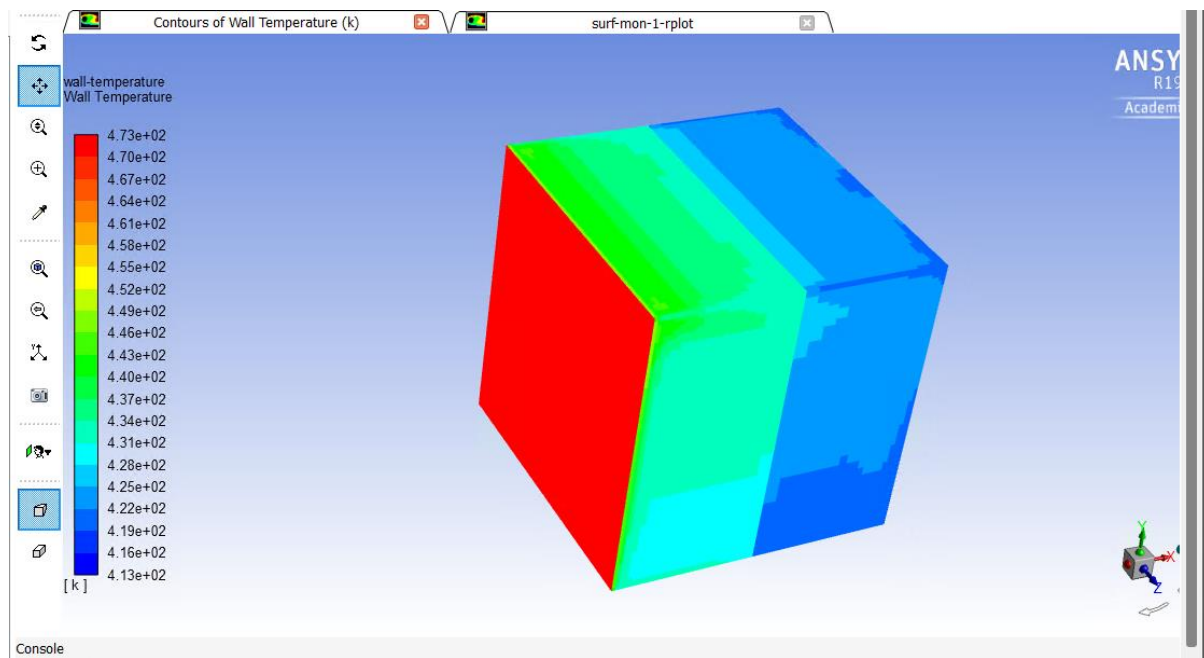 Contours of Wall Temperature (k)
surf-mon-1-rplot
wall-temperature
Wall Temperature
4.73e+02
4.70e+02
4.67e+02
4.64e+02
4.61e+02
4.58e+02
4.55e+02
4.52e+02
4.49e+02
4.46e+02
4.43e+02
4.40e+02
4.37e+02
4.34e+02
4.31e+02
4.28e+02
4.25e+02
4.22e+02
4.19e+02
4.16e+02
4.13e+02
[ k ]
ANSY
R19
Academi
Y
X
Z
Console